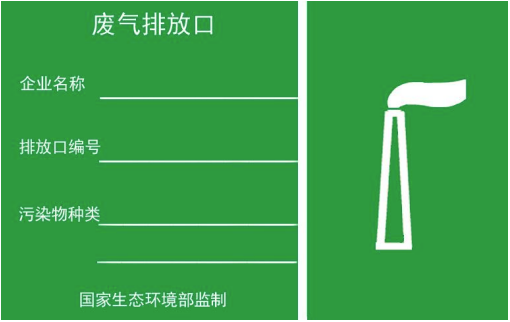 废气排放口
企业名称
排放口编号
污染物种类
国家生态环境部监制